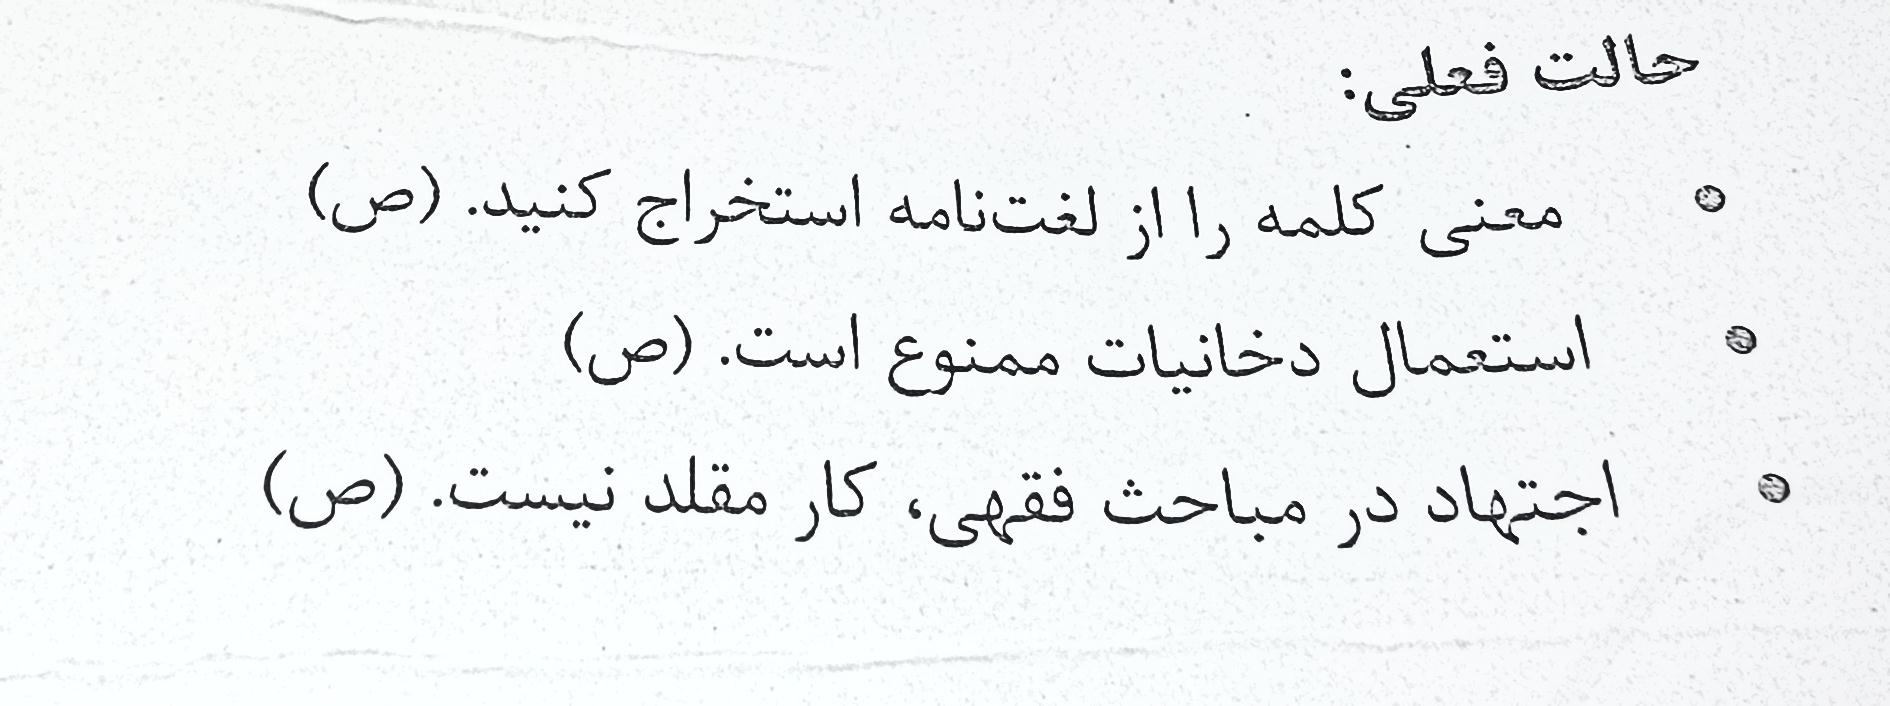 حالت فعلی:
• معنی کلمه را از لغت‌نامه استخراج کنید. (ص)
• استعمال دخانیات ممنوع است. (ص)
• اجتهاد در مباحث فقهی، کار مقلد نیست. (ص)